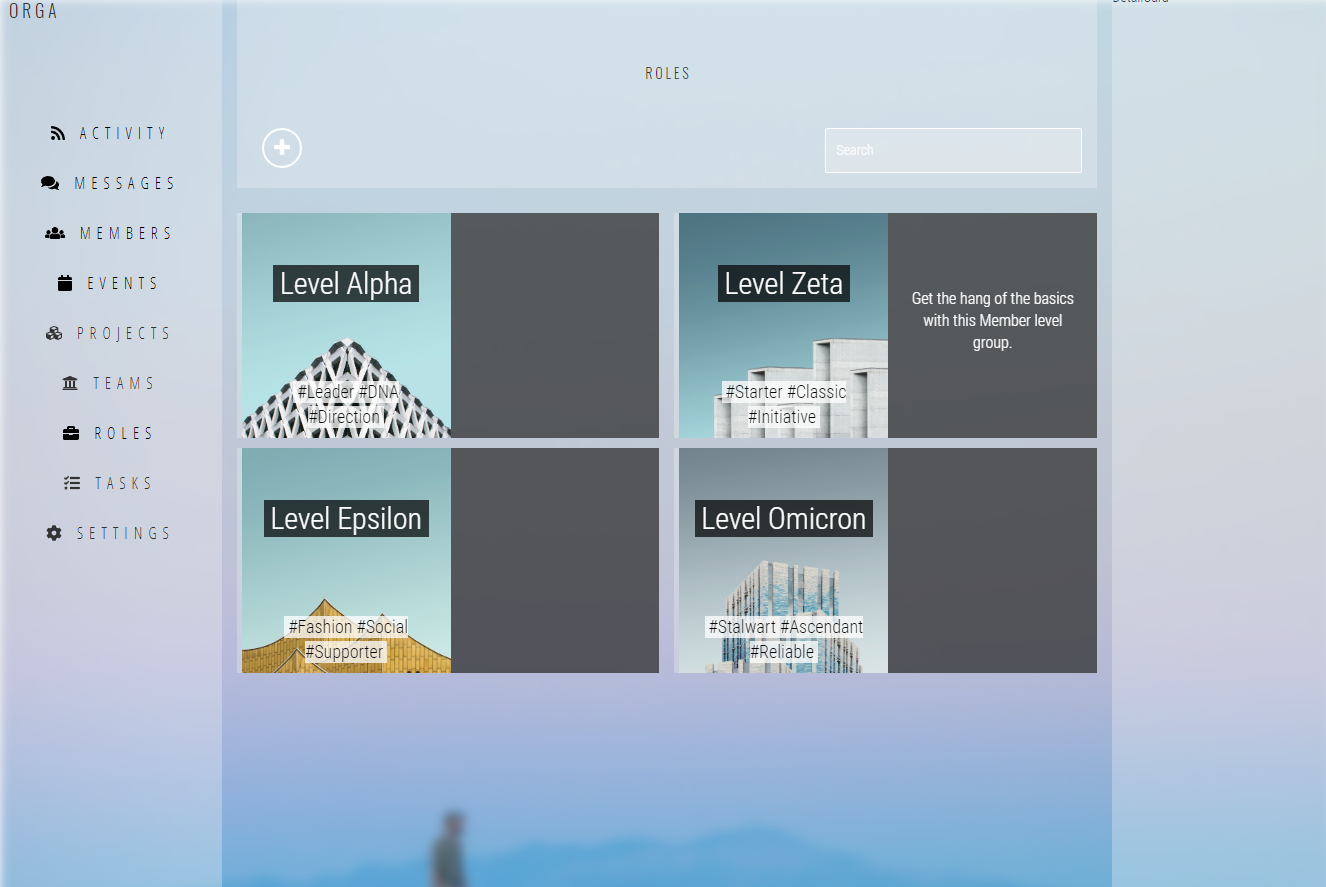 ORGA
ACTIVITY
MESSAGES
MEMBERS
EVENTS
PROJECTS
TEAMS
ROLES
TASKS
SETTINGS
ROLES
Search
Level Alpha
#Leader #DNA
#Direction
Level Zeta
#Starter #Classic
#Initiative
Get the hang of the basics
with this Member level
group.
Level Epsilon
#Fashion #Social
#Supporter
Level Omicron
#Stalwart #Ascendant
#Reliable